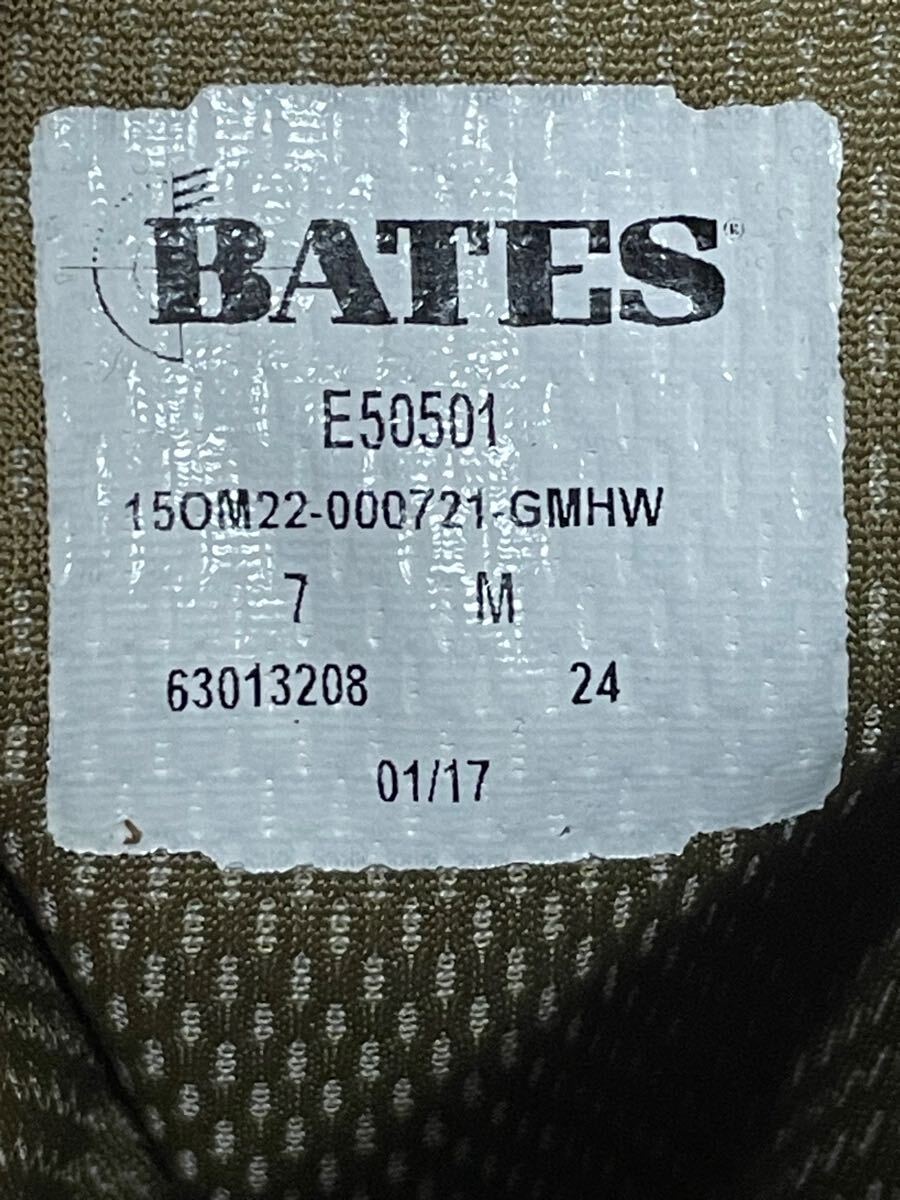 BATES®
E50501
15OM22-000721-GMHW
7 M
63013208 24
01/17